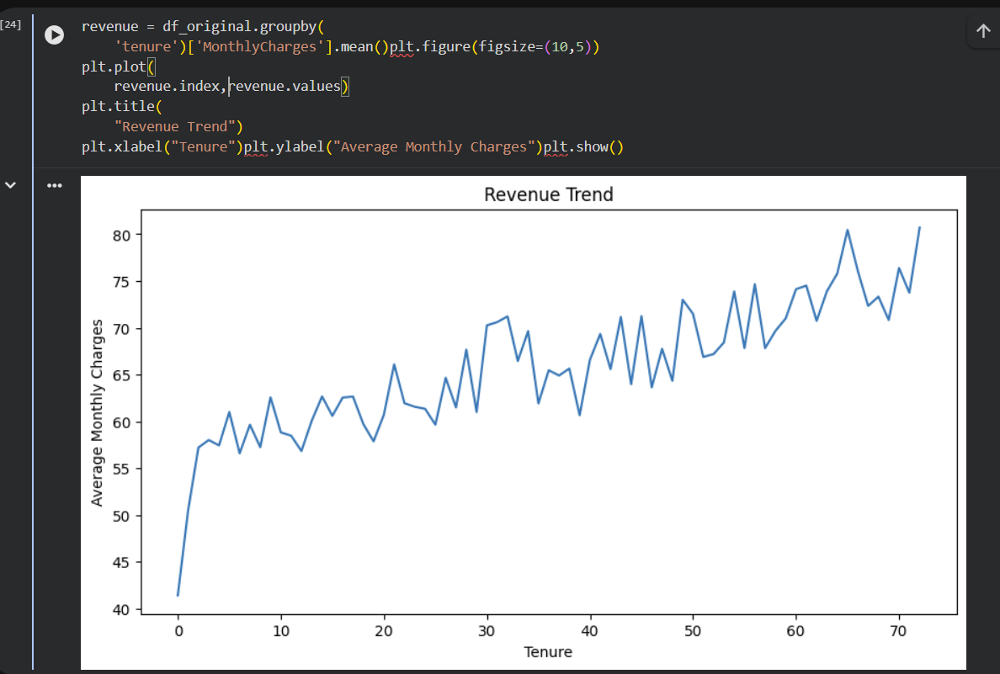 [24]
revenue = df_original.groupby(
    'tenure')['MonthlyCharges'].mean()plt.figure(figsize=(10,5))
plt.plot(
    revenue.index,revenue.values)
plt.title(
    "Revenue Trend")
plt.xlabel("Tenure")plt.ylabel("Average Monthly Charges")plt.show()
Revenue Trend
Average Monthly Charges
80
75
70
65
60
55
50
45
40
0 10 20 30 40 50 60 70
Tenure